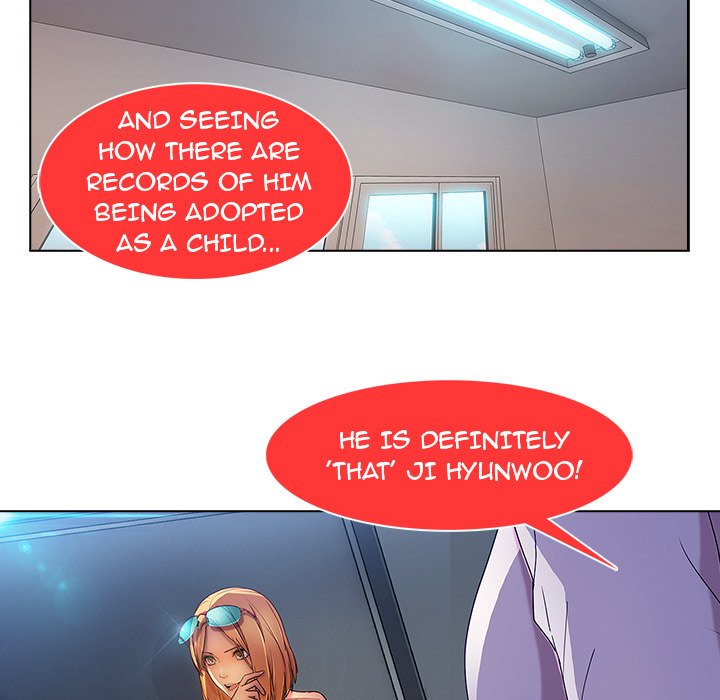 AND SEEING
HOW THERE ARE
RECORDS OF HIM
BEING ADOPTED
AS A CHILD...
HE IS DEFINITELY
'THAT' JI HYUNWOO!